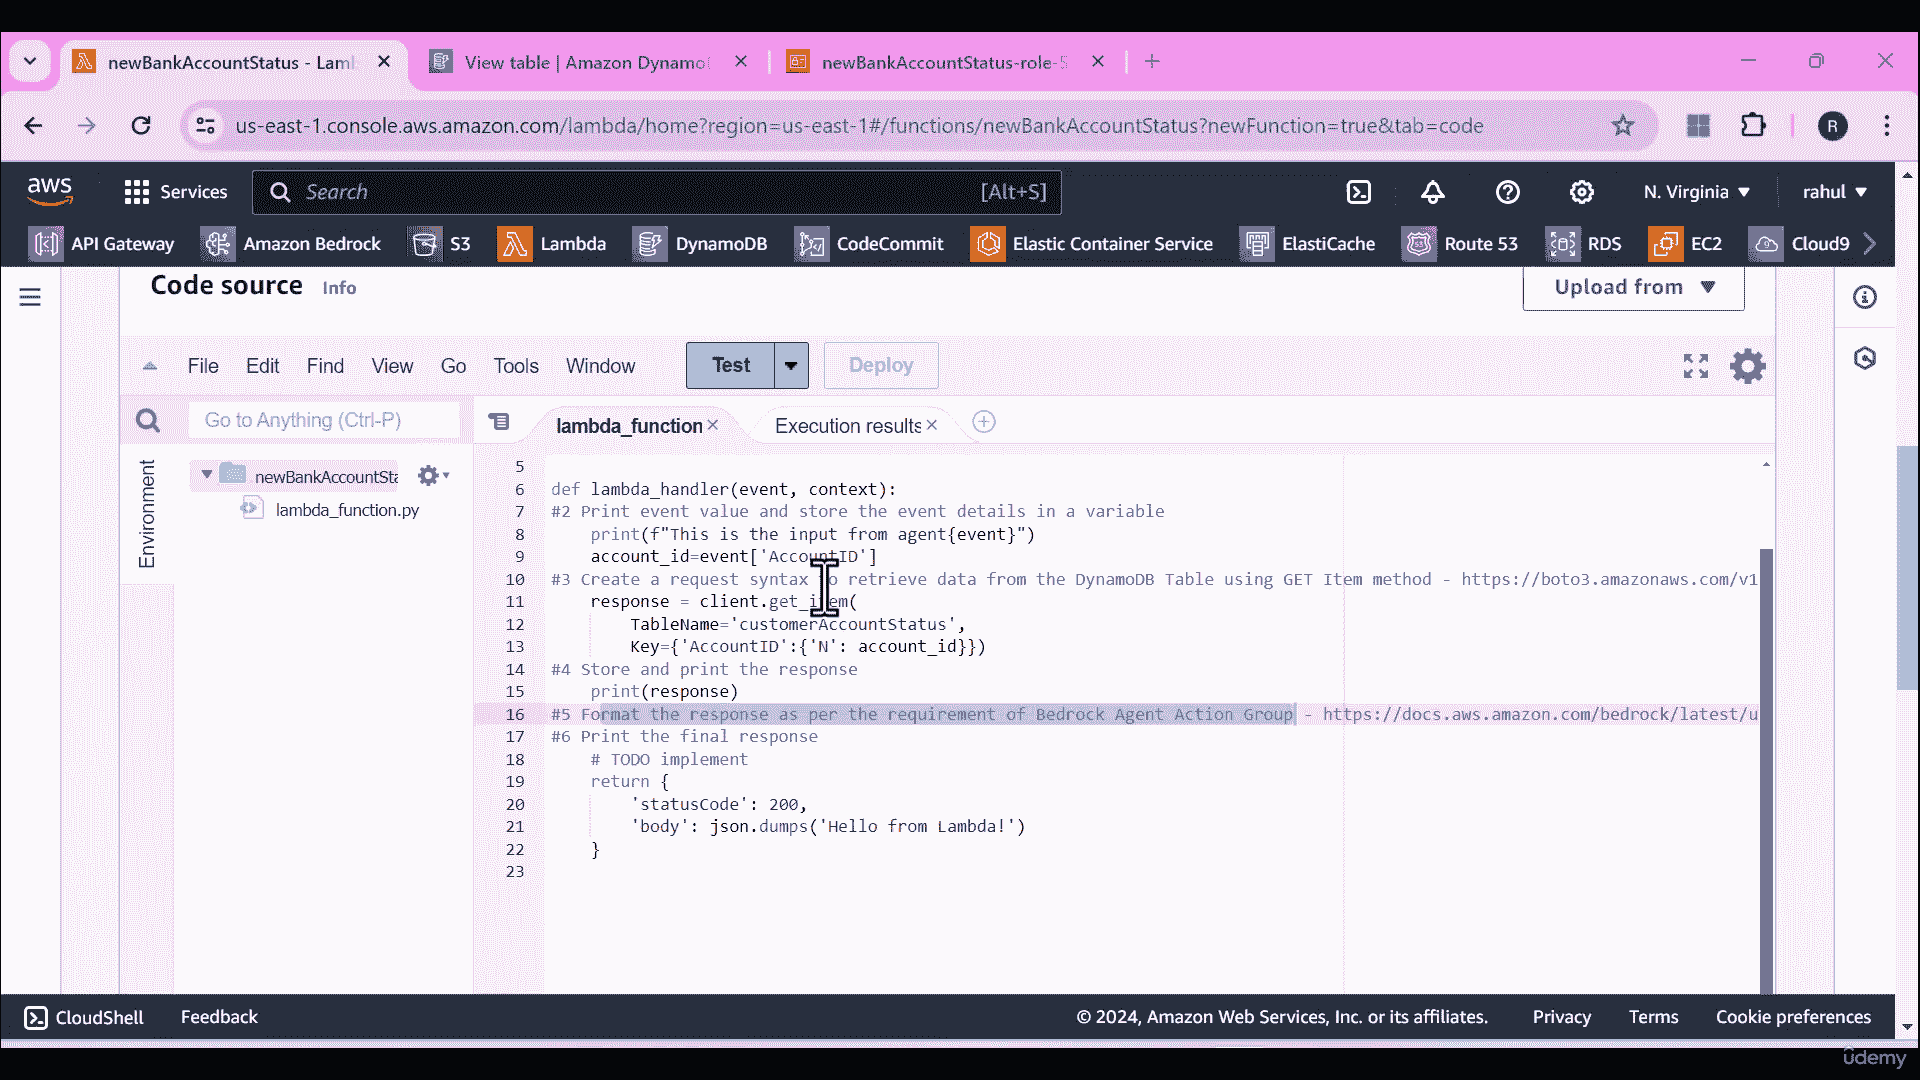 newBankAccountStatus - Lam
View table | Amazon Dynamo
newBankAccountStatus-role-5
us-east-1.console.aws.amazon.com/lambda/home?region=us-east-1#/functions/newBankAccountStatus?newFunction=true&tab=code
R
aws
Services
Search
[Alt+S]
N. Virginia
rahul
API Gateway
Amazon Bedrock
S3
Lambda
DynamoDB
CodeCommit
Elastic Container Service
ElastiCache
Route 53
RDS
EC2
Cloud9
Code source Info
Upload from
File Edit Find View Go Tools Window
Test
Deploy
Go to Anything (Ctrl-P)
lambda_function
Execution results
Environment
newBankAccountSta
lambda_function.py
5
6 def lambda_handler(event, context):
7 #2 Print event value and store the event details in a variable
8 print(f"This is the input from agent{event}")
9 account_id=event['AccountID']
10 #3 Create a request syntax to retrieve data from the DynamoDB Table using GET Item method - https://boto3.amazonaws.com/v1
11 response = client.get_item(
12 TableName='customerAccountStatus',
13 Key={'AccountID':{'N': account_id}})
14 #4 Store and print the response
15 print(response)
16 #5 Format the response as per the requirement of Bedrock Agent Action Group - https://docs.aws.amazon.com/bedrock/latest/u
17 #6 Print the final response
18 # TODO implement
19 return {
20 'statusCode': 200,
21 'body': json.dumps('Hello from Lambda!')
22 }
23
CloudShell
Feedback
© 2024, Amazon Web Services, Inc. or its affiliates.
Privacy
Terms
Cookie preferences
udemy